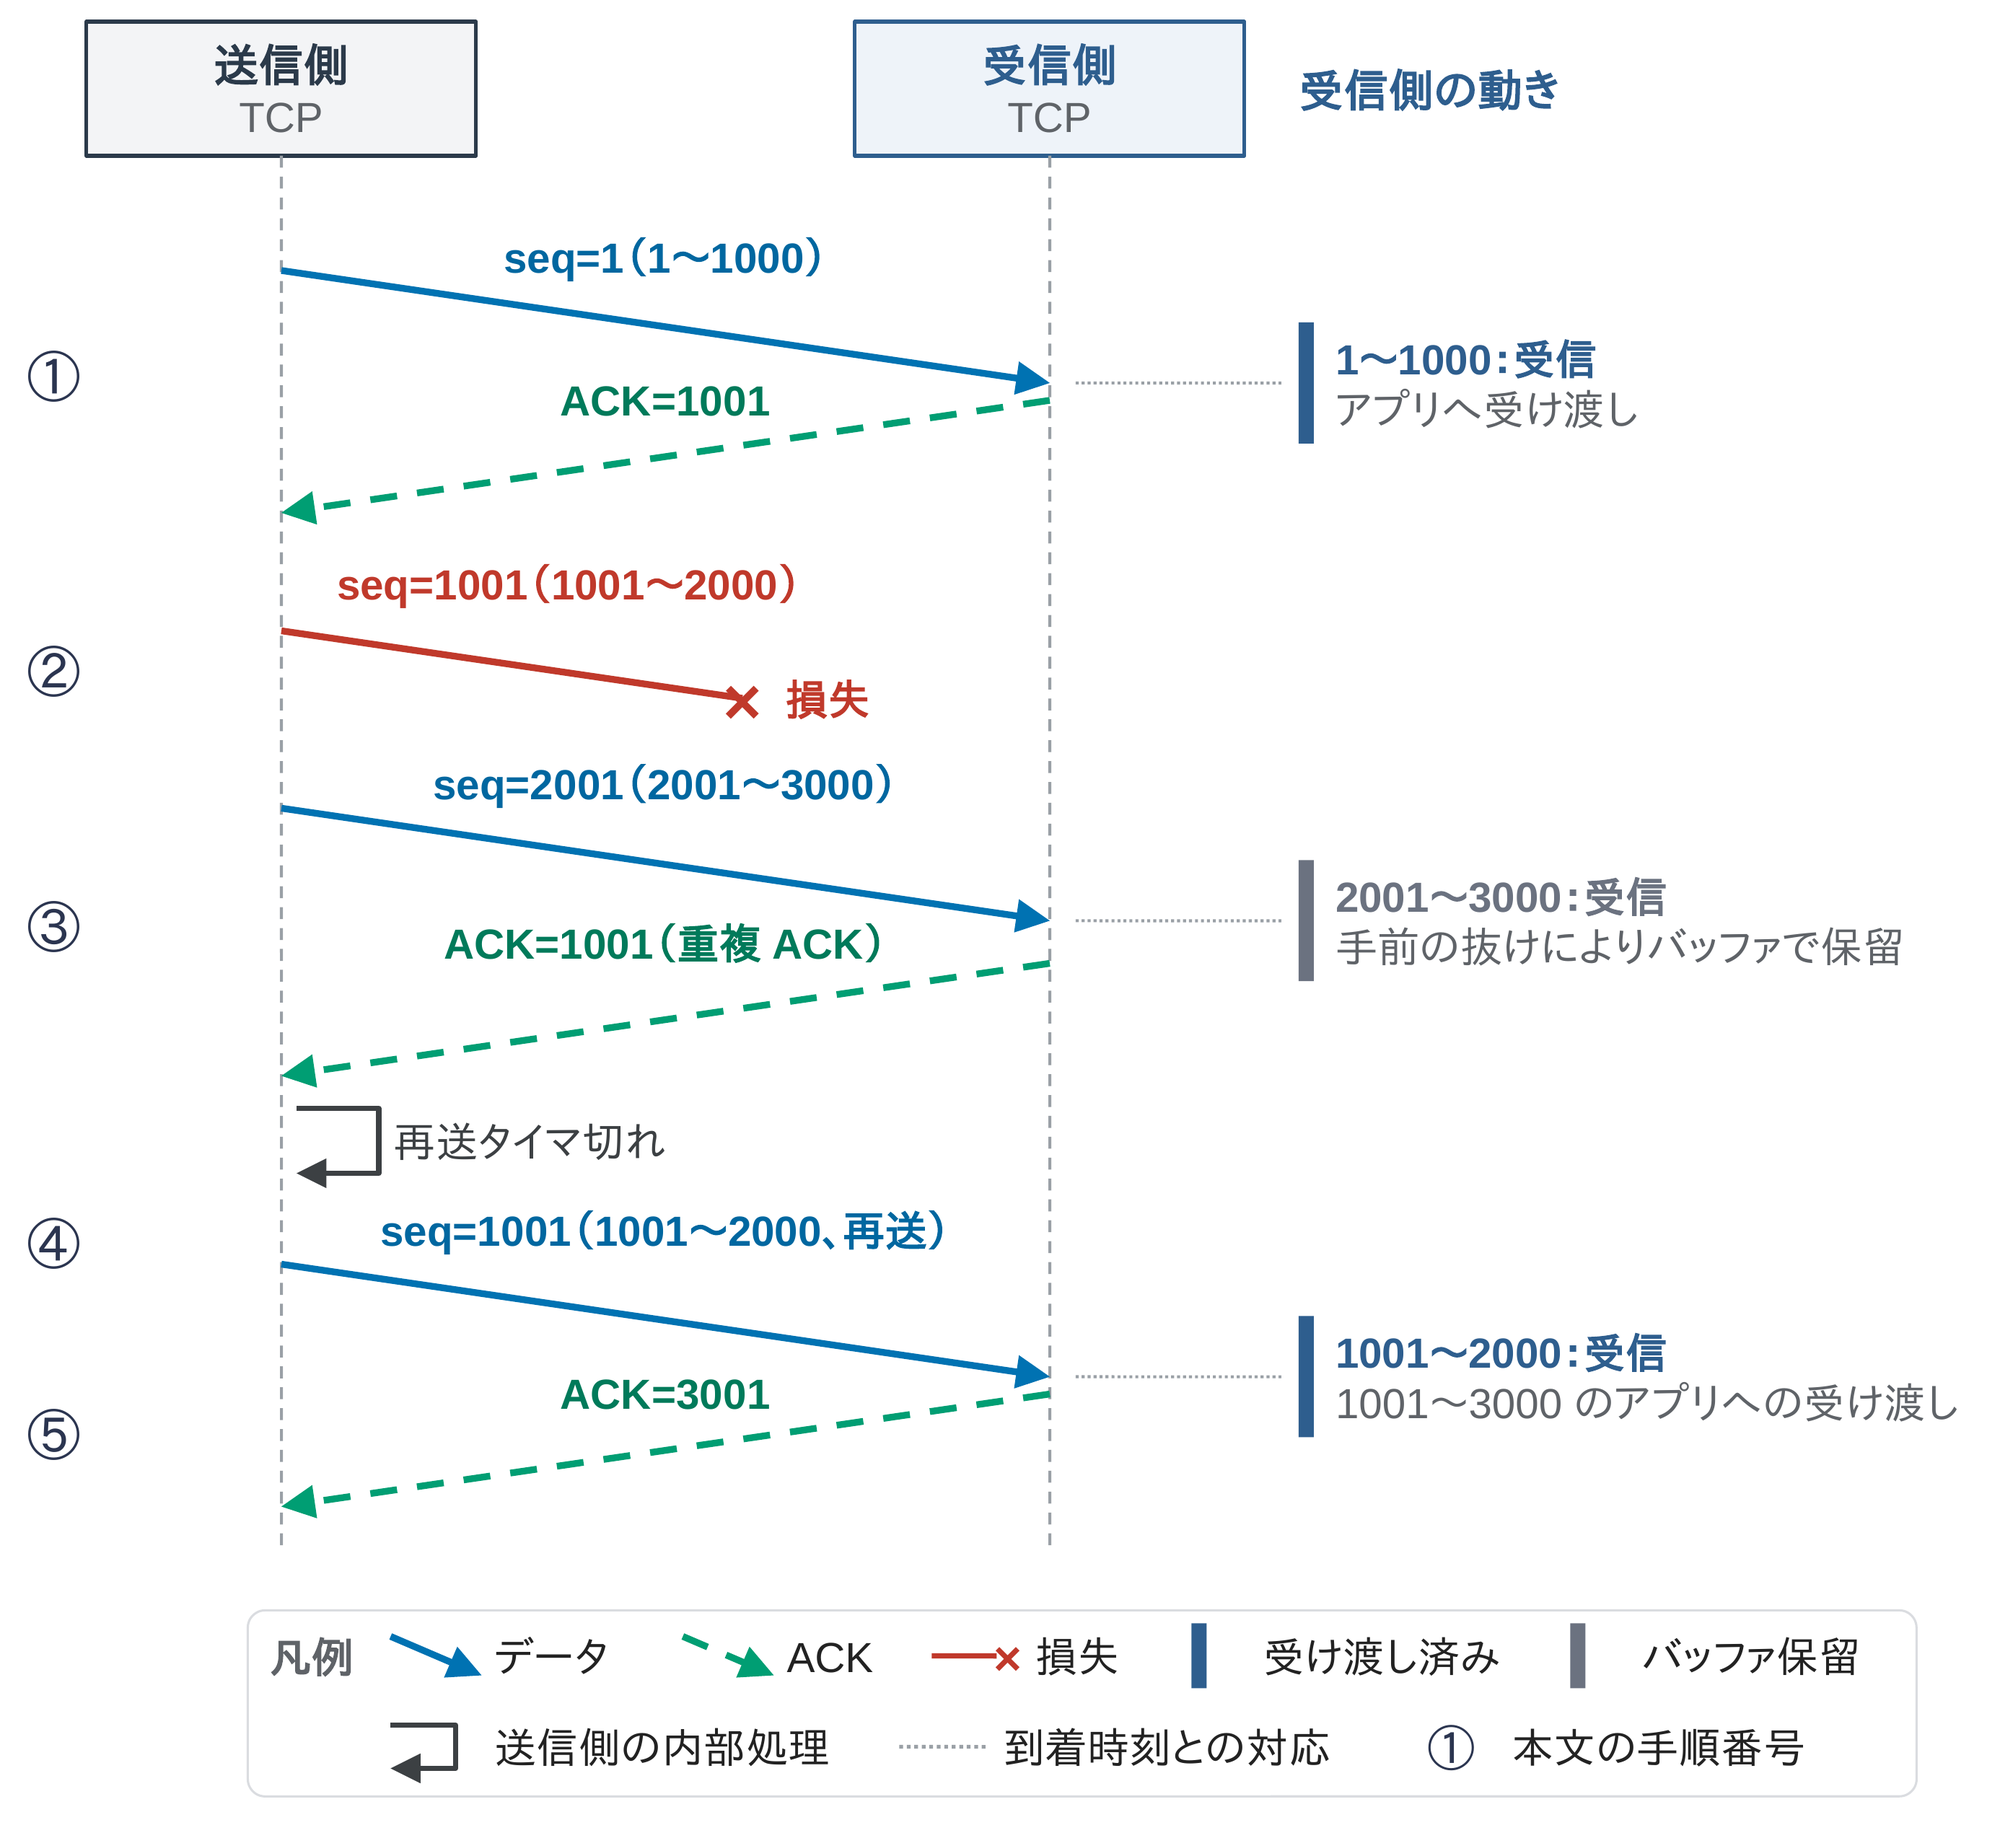 送信側
TCP
受信側
TCP
受信側の動き
seq=1（1～1000）
①
1～1000：受信
アプリへ受け渡し
ACK=1001
seq=1001（1001～2000）
②
損失
seq=2001（2001～3000）
③
2001～3000：受信
手前の抜けによりバッファで保留
ACK=1001（重複 ACK）
再送タイマ切れ
④
seq=1001（1001～2000、再送）
1001～2000：受信
1001～3000 のアプリへの受け渡し
ACK=3001
⑤
凡例
データ
ACK
損失
受け渡し済み
バッファ保留
送信側の内部処理
到着時刻との対応
①
本文の手順番号